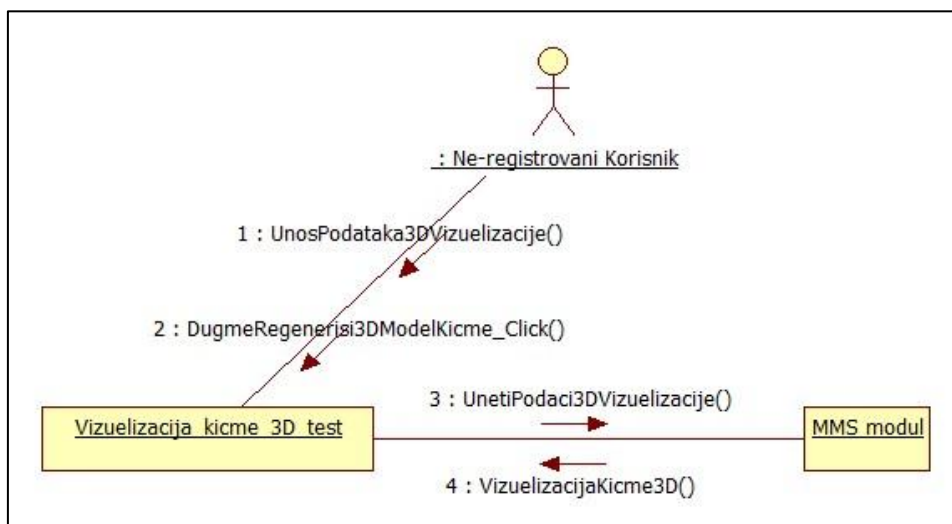 : Ne-registrovani Korisnik
1 : UnosPodataka3DVizuelizacije()
2 : DugmeRegenerisi3DModelKicme_Click()
3 : UnetiPodaci3DVizuelizacije()
Vizuelizacija_kicme_3D_test
MMS modul
4 : VizuelizacijaKicme3D()